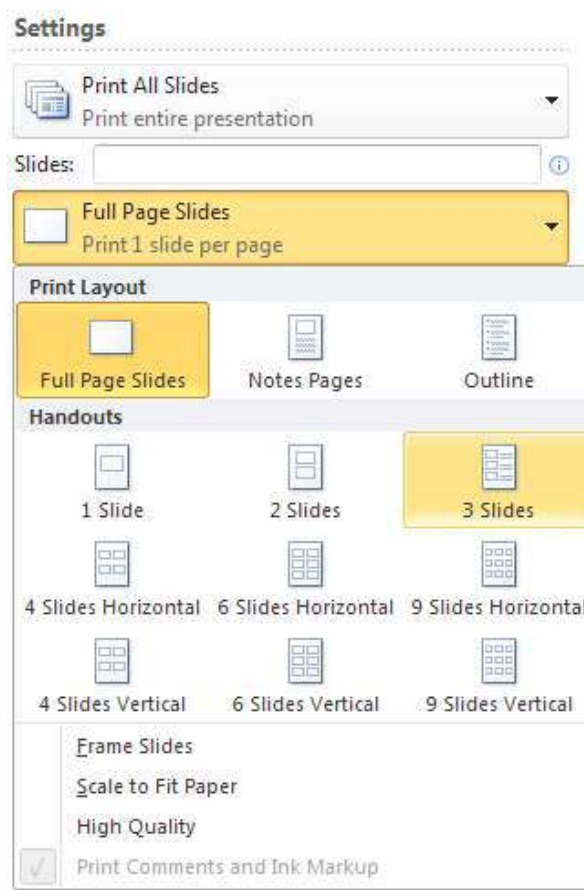 Settings
Print All Slides
Print entire presentation
Slides:
Full Page Slides
Print 1 slide per page
Print Layout
Full Page Slides Notes Pages Outline
Handouts
1 Slide 2 Slides 3 Slides
4 Slides Horizontal 6 Slides Horizontal 9 Slides Horizontal
4 Slides Vertical 6 Slides Vertical 9 Slides Vertical
Frame Slides
Scale to Fit Paper
High Quality
Print Comments and Ink Markup